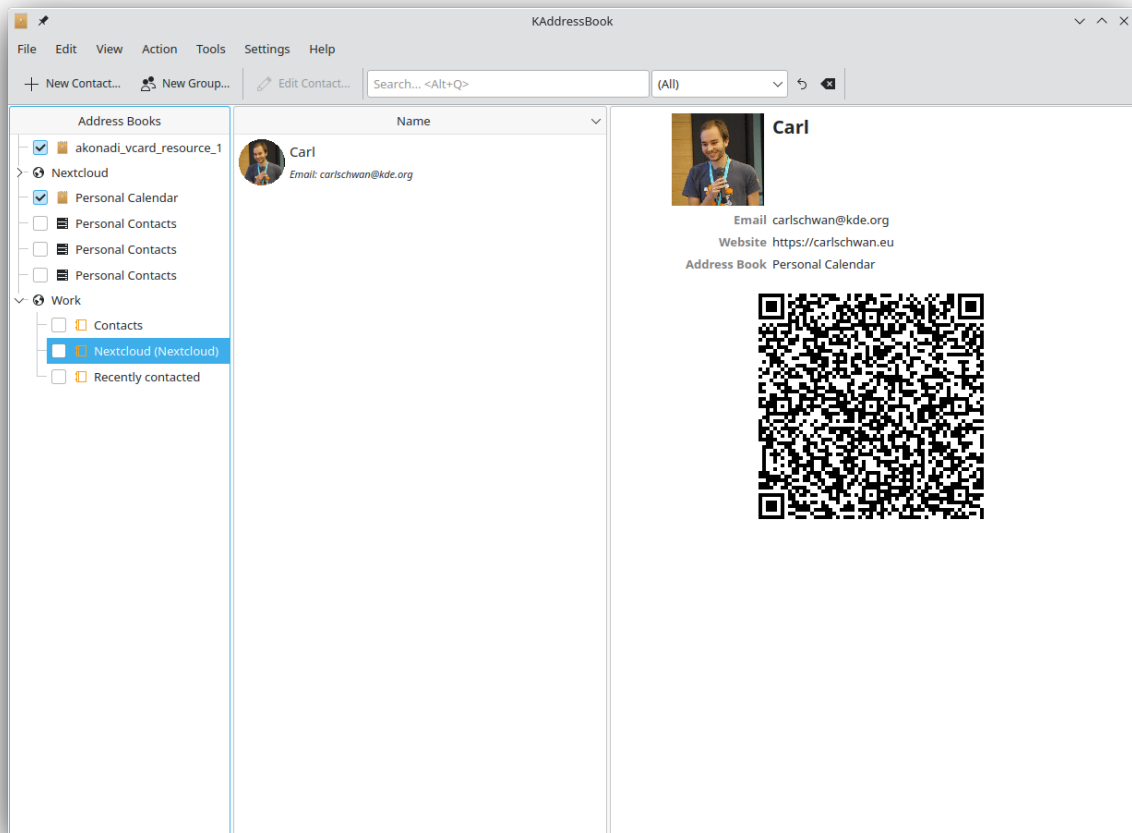 KAddressBook
File Edit View Action Tools Settings Help
New Contact... New Group... Edit Contact... Search... <Alt+Q> (All)
Address Books
akonadi_vcard_resource_1
Nextcloud
Personal Calendar
Personal Contacts
Personal Contacts
Personal Contacts
Work
Contacts
Nextcloud (Nextcloud)
Recently contacted
Name
Carl
Email: carlschwan@kde.org
Carl
Email carlschwan@kde.org
Website https://carlschwan.eu
Address Book Personal Calendar